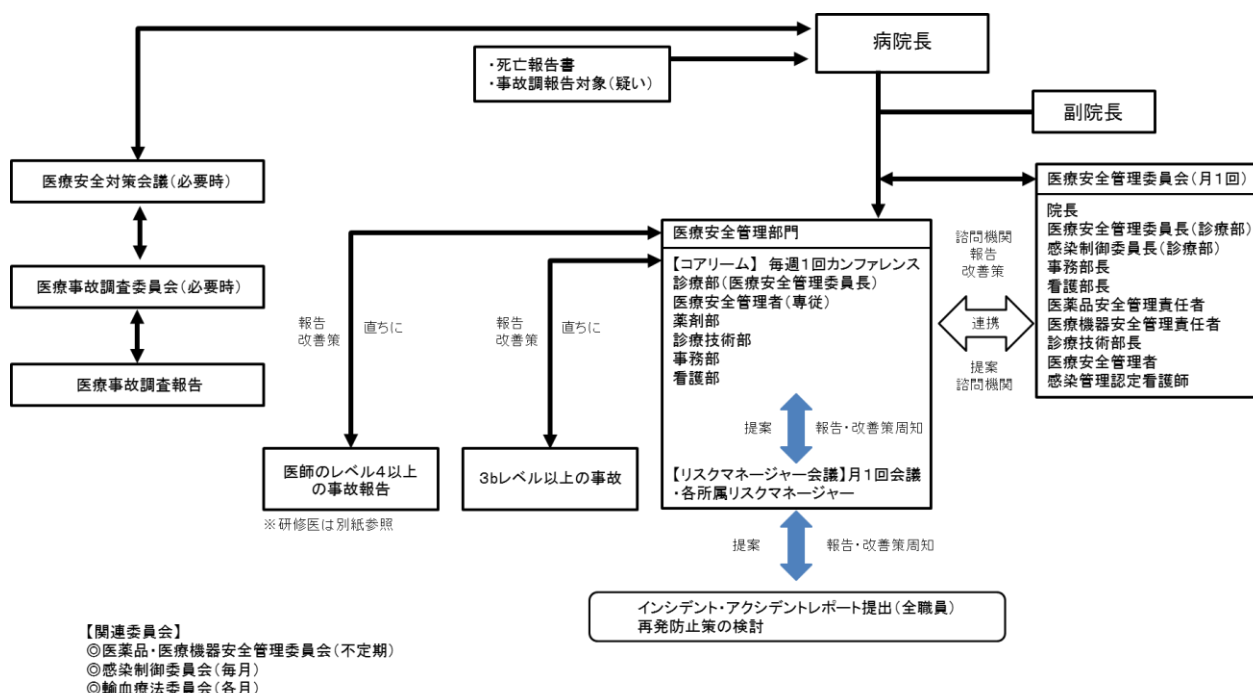 病院長
・死亡報告書
・事故調報告対象（疑い）
副院長
医療安全対策会議（必要時）
医療事故調査委員会（必要時）
医療事故調査報告
医療安全管理委員会（月１回）
院長
医療安全管理委員長（診療部）
感染制御委員長（診療部）
事務部長
看護部長
医薬品安全管理責任者
医療機器安全管理責任者
診療技術部長
医療安全管理者
感染管理認定看護師
医療安全管理部門
【コアリーム】 毎週１回カンファレンス
診療部（医療安全管理委員長）
医療安全管理者（専従）
薬剤部
診療技術部
事務部
看護部
諮問機関
報告
改善策
連携
提案
諮問機関
報告
改善策
直ちに
報告
改善策
直ちに
提案
報告・改善策周知
【リスクマネージャー会議】月１回会議
・各所属リスクマネージャー
医師のレベル４以上
の事故報告
※研修医は別紙参照
3bレベル以上の事故
提案
報告・改善策周知
インシデント・アクシデントレポート提出（全職員）
再発防止策の検討
【関連委員会】
◎医薬品・医療機器安全管理委員会（不定期）
◎感染制御委員会（毎月）
◎輸血療法委員会（各月）